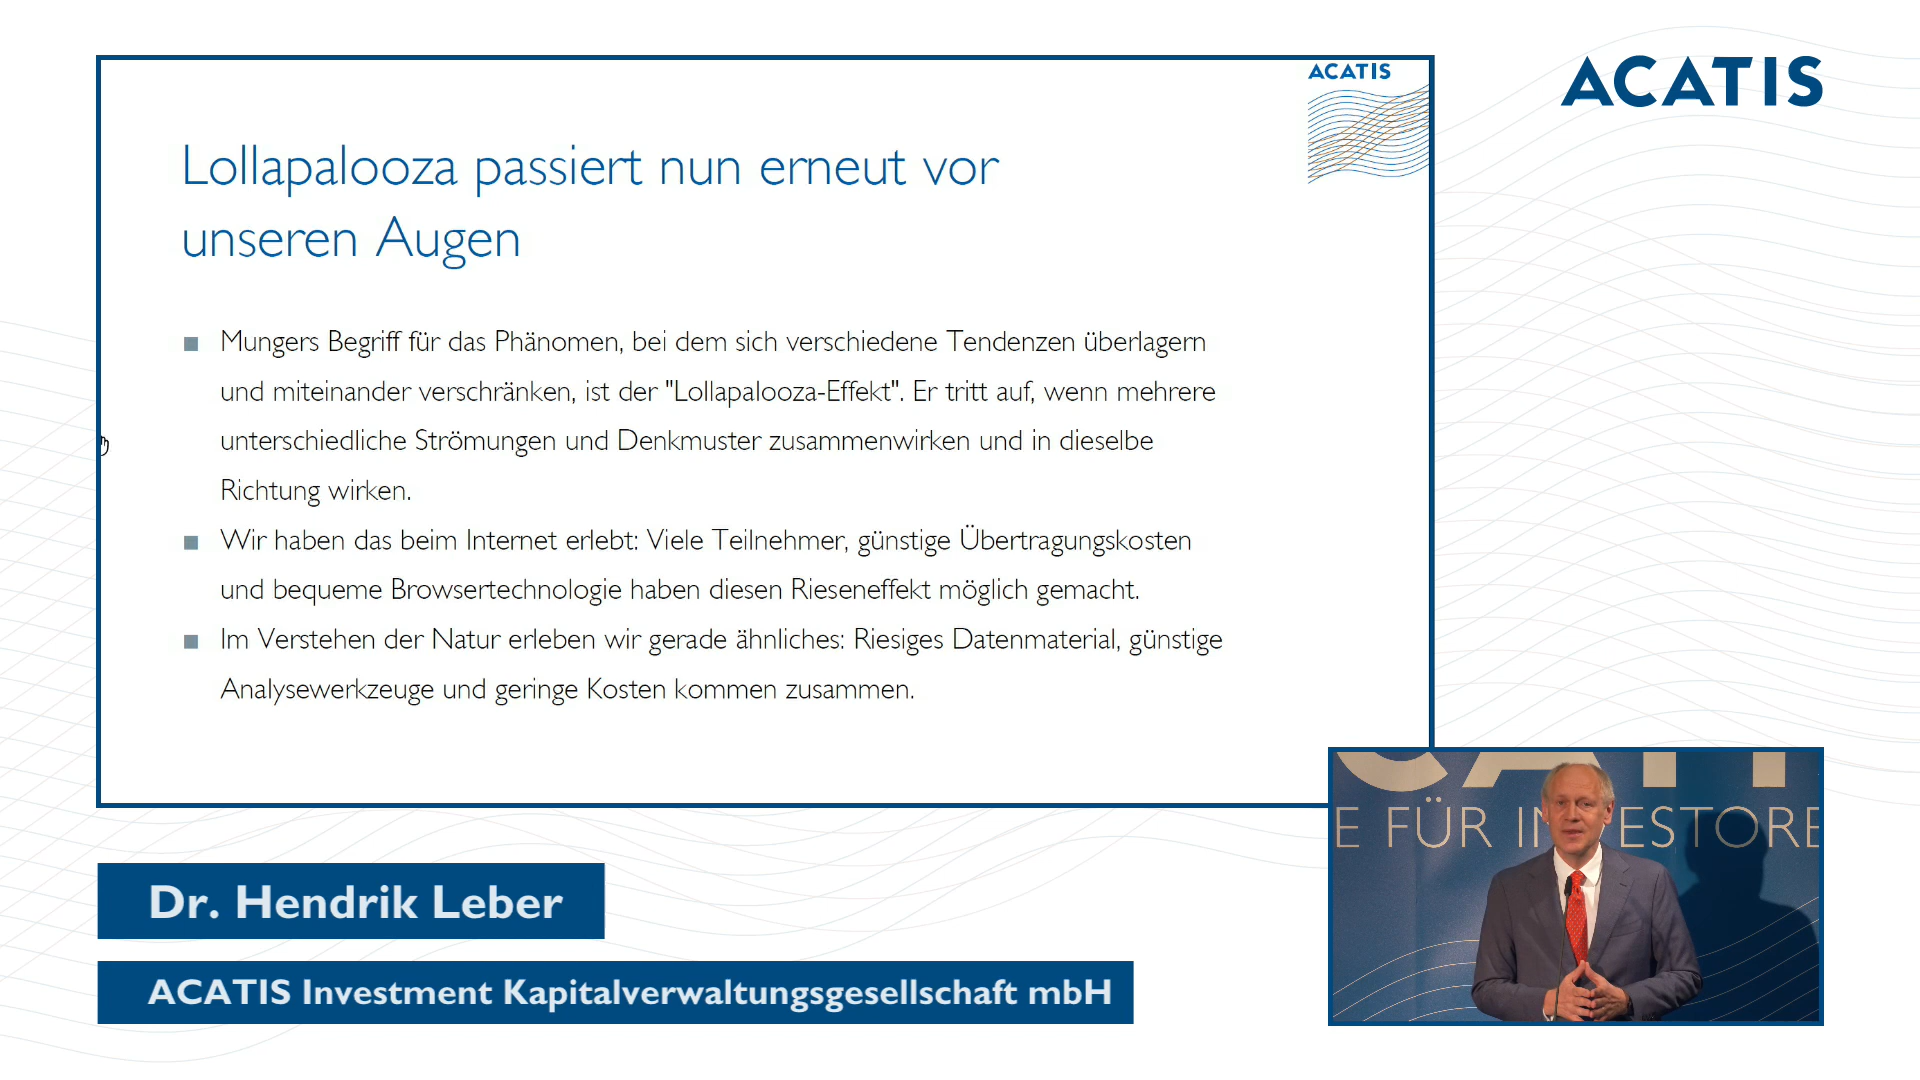 ACATIS
ACATIS
Lollapalooza passiert nun erneut vor
unseren Augen
Mungers Begriff für das Phänomen, bei dem sich verschiedene Tendenzen überlagern
und miteinander verschränken, ist der "Lollapalooza-Effekt". Er tritt auf, wenn mehrere
unterschiedliche Strömungen und Denkmuster zusammenwirken und in dieselbe
Richtung wirken.
Wir haben das beim Internet erlebt: Viele Teilnehmer, günstige Übertragungskosten
und bequeme Browsertechnologie haben diesen Rieseneffekt möglich gemacht.
Im Verstehen der Natur erleben wir gerade ähnliches: Riesiges Datenmaterial, günstige
Analysewerkzeuge und geringe Kosten kommen zusammen.
CATI
E FÜR IN ESTORE
Dr. Hendrik Leber
ACATIS Investment Kapitalverwaltungsgesellschaft mbH